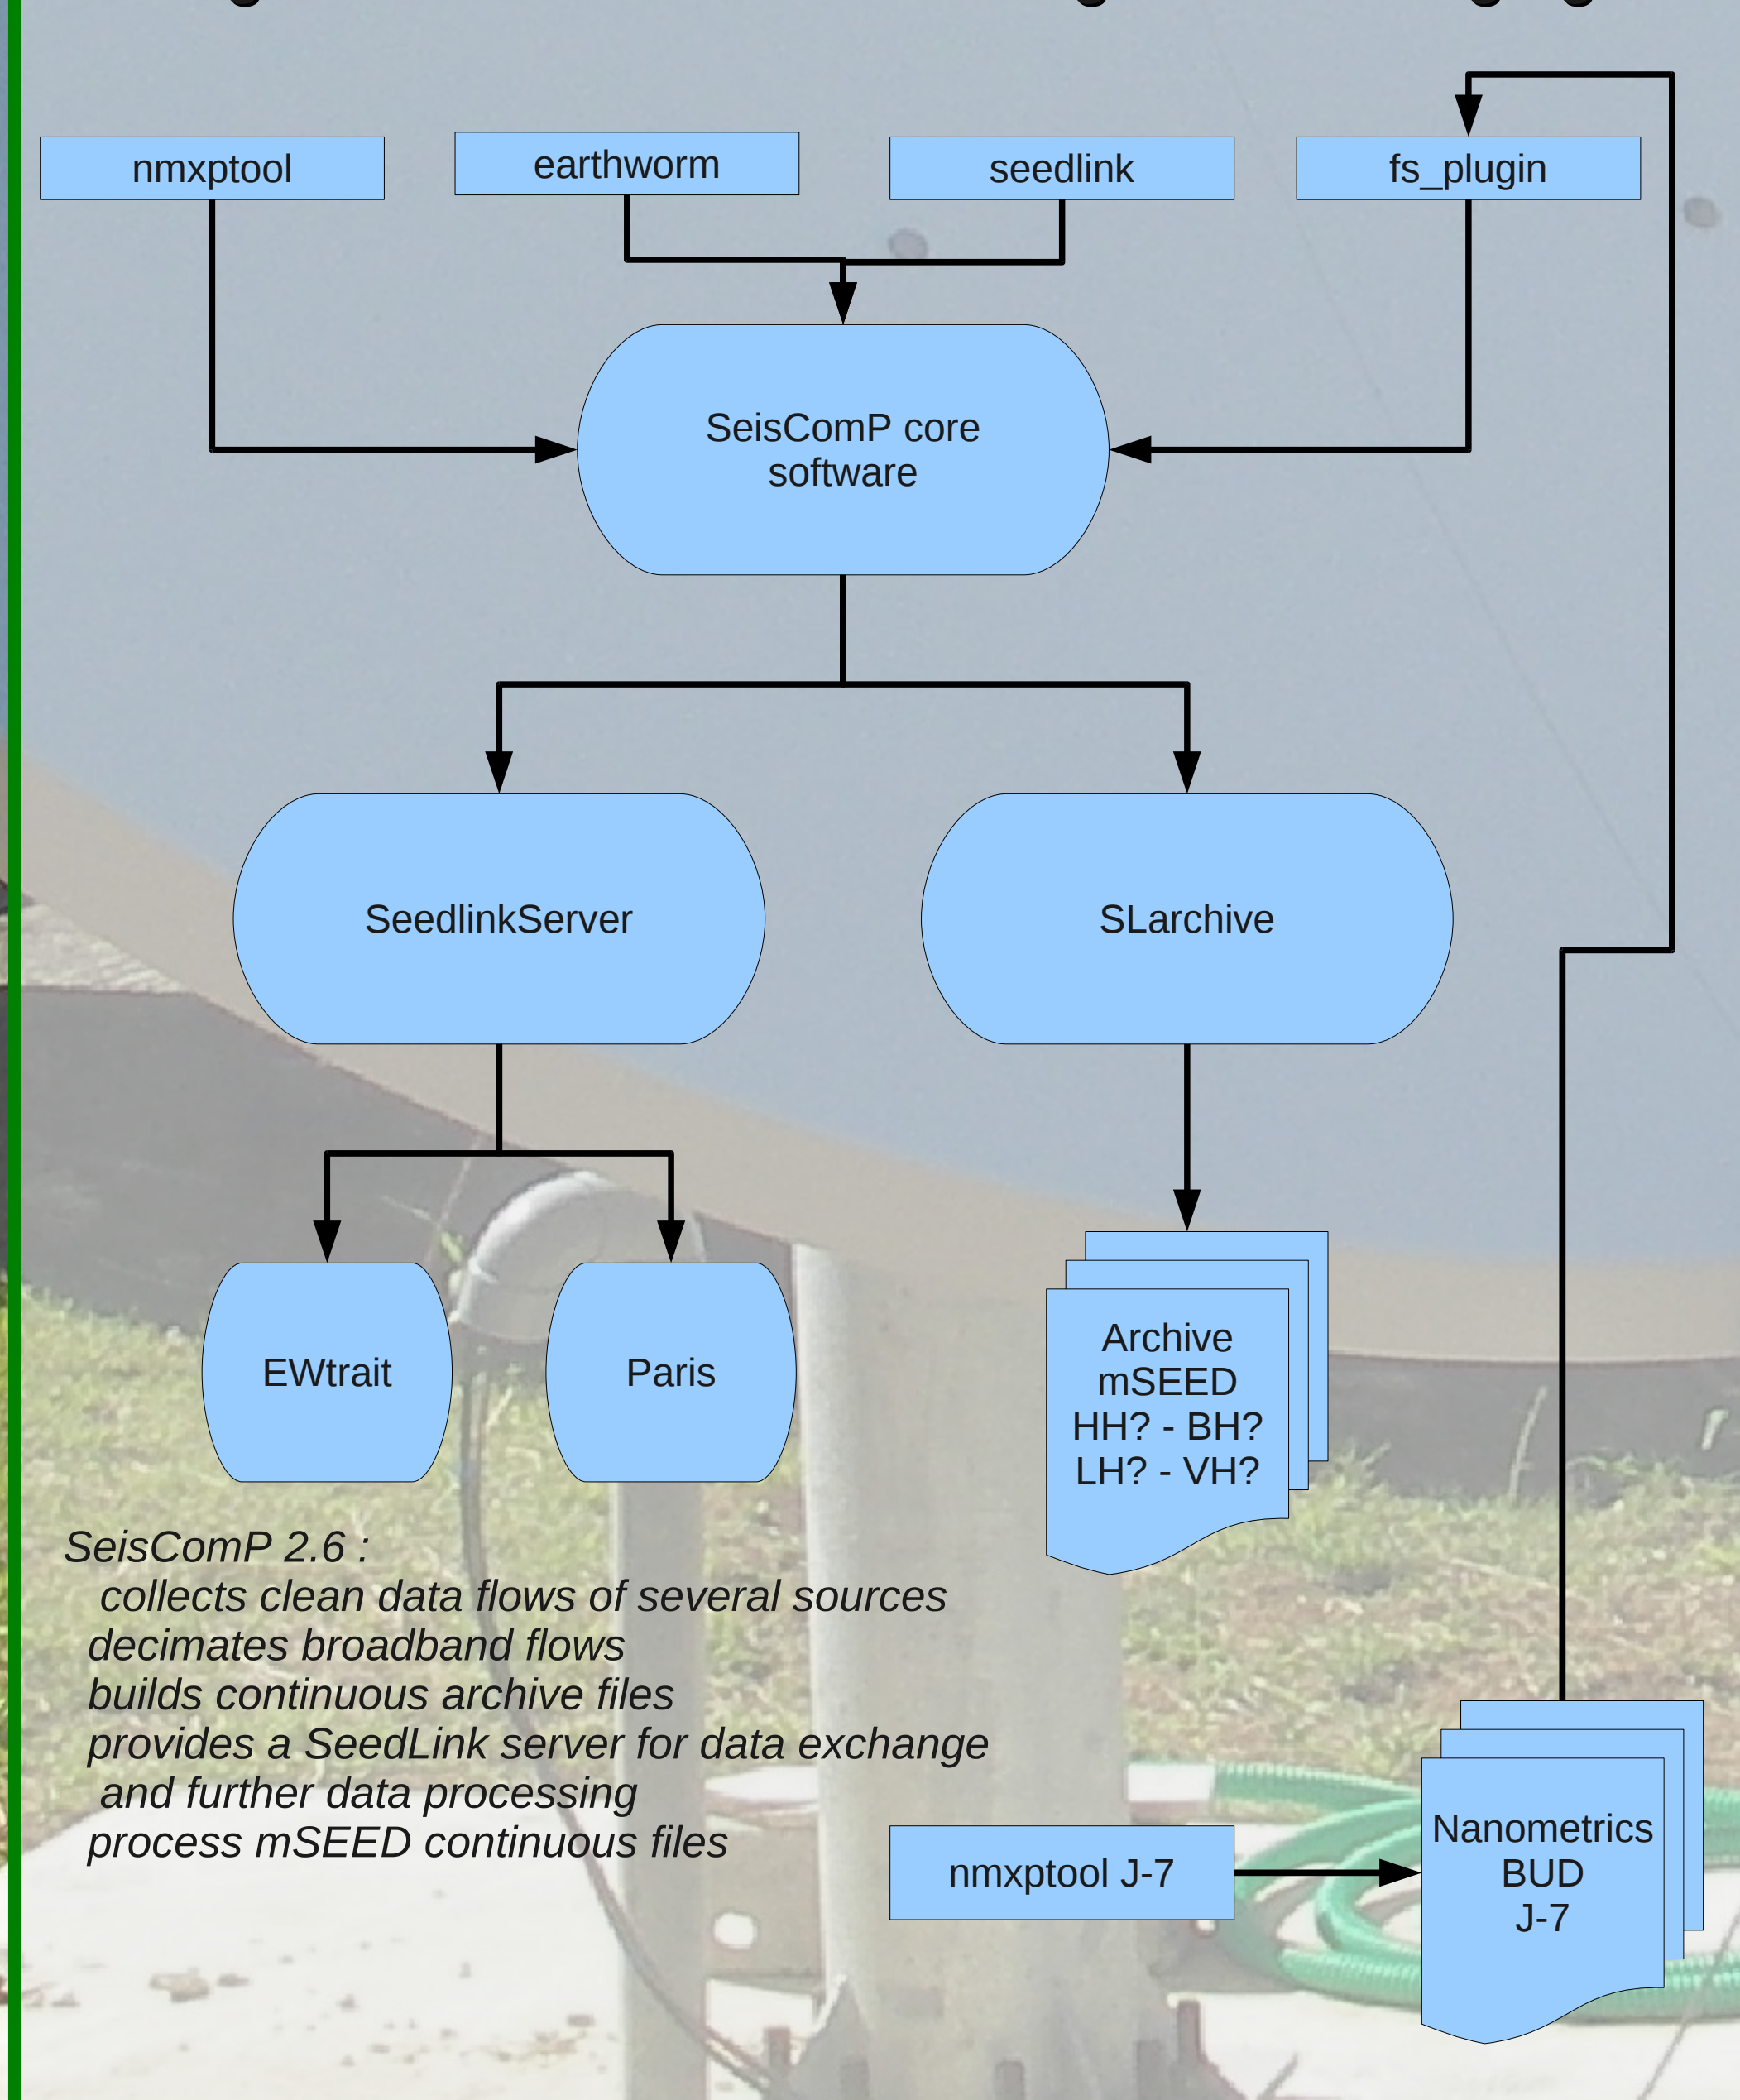 nmxptool
earthworm
seedlink
fs_plugin
SeisComP core
software
SeedlinkServer
SLarchive
EWtrait
Paris
Archive
mSEED
HH? - BH?
LH? - VH?
SeisComP 2.6 :
collects clean data flows of several sources
decimates broadband flows
builds continuous archive files
provides a SeedLink server for data exchange
and further data processing
process mSEED continuous files
nmxptool J-7
Nanometrics
BUD
J-7